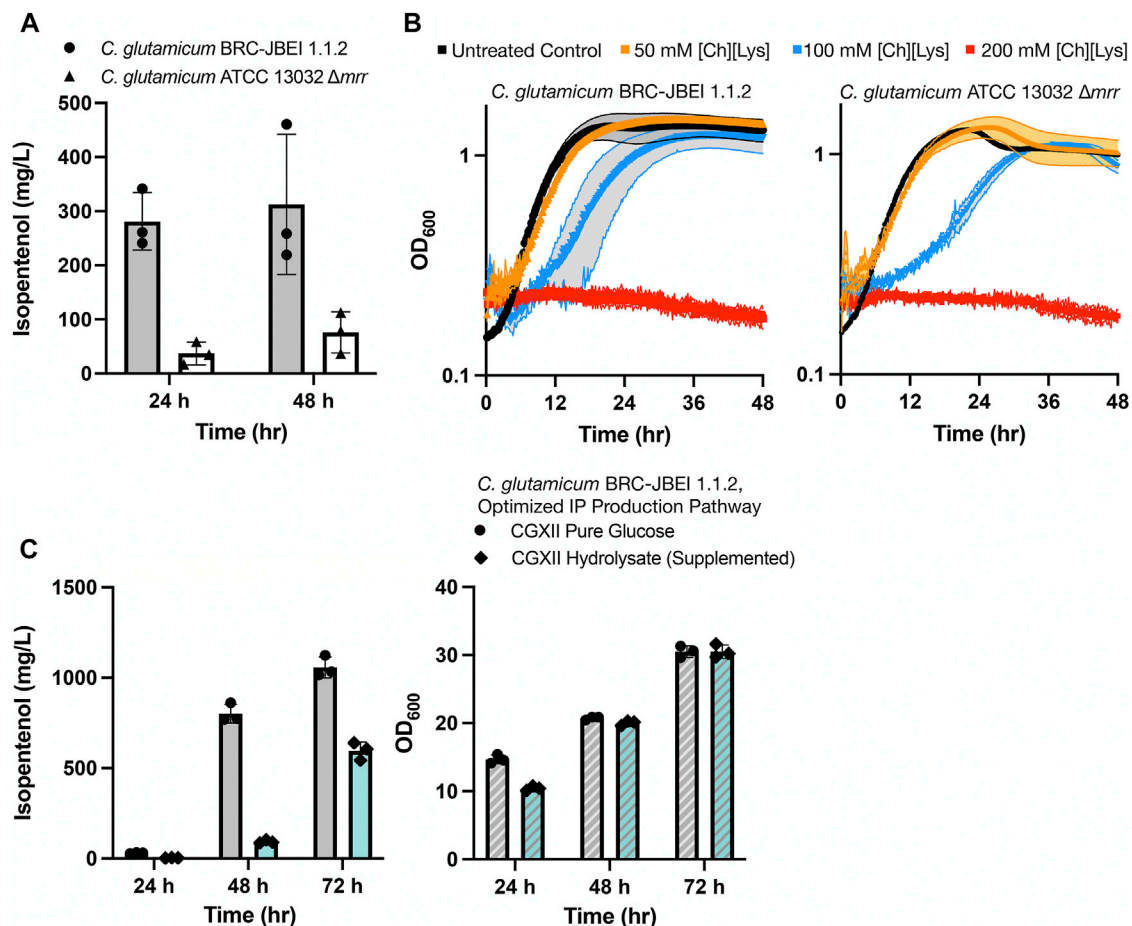 A
C. glutamicum BRC-JBEI 1.1.2
C. glutamicum ATCC 13032 Δmrr
Isopentenol (mg/L)
500
400
300
200
100
0
24 h
48 h
Time (hr)
B
Untreated Control
50 mM [Ch][Lys]
100 mM [Ch][Lys]
200 mM [Ch][Lys]
C. glutamicum BRC-JBEI 1.1.2
OD600
1
0.1
0
12
24
36
48
Time (hr)
C. glutamicum ATCC 13032 Δmrr
1
0.1
0
12
24
36
48
Time (hr)
C. glutamicum BRC-JBEI 1.1.2,
Optimized IP Production Pathway
CGXII Pure Glucose
CGXII Hydrolysate (Supplemented)
C
Isopentenol (mg/L)
1500
1000
500
0
24 h
48 h
72 h
Time (hr)
OD600
40
30
20
10
0
24 h
48 h
72 h
Time (hr)